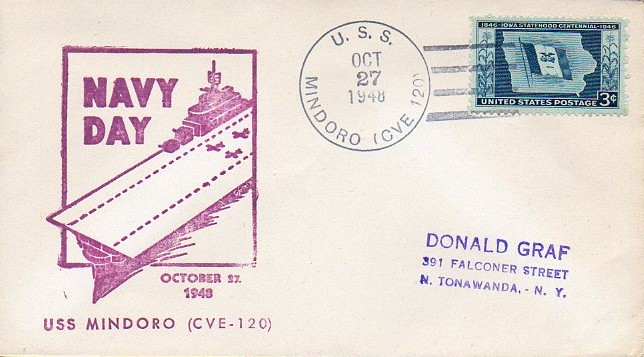 NAVY
DAY
OCTOBER 27.
1948
USS MINDORO (CVE-120)
U. S. S.
OCT
27
1948
MINDORO (CVE 120)
1846-IOWA STATEHOOD CENTENNIAL-1946
UNITED STATES POSTAGE 3¢
DONALD GRAF
391 FALCONER STREET
N. TONAWANDA, - N. Y.